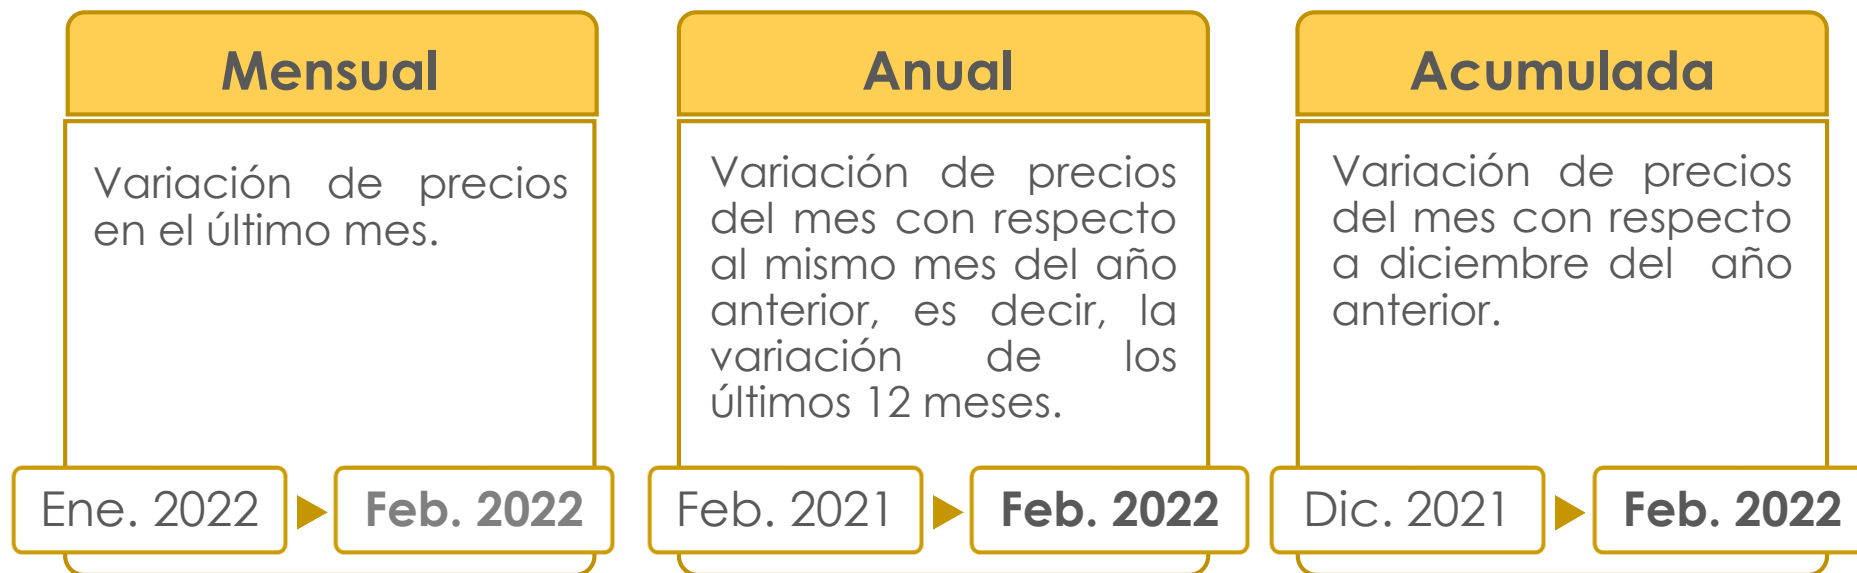 Mensual
Variación de precios
en el último mes.
Ene. 2022
Feb. 2022
Anual
Variación de precios
del mes con respecto
al mismo mes del año
anterior, es decir, la
variación de los
últimos 12 meses.
Feb. 2021
Feb. 2022
Acumulada
Variación de precios
del mes con respecto
a diciembre del año
anterior.
Dic. 2021
Feb. 2022